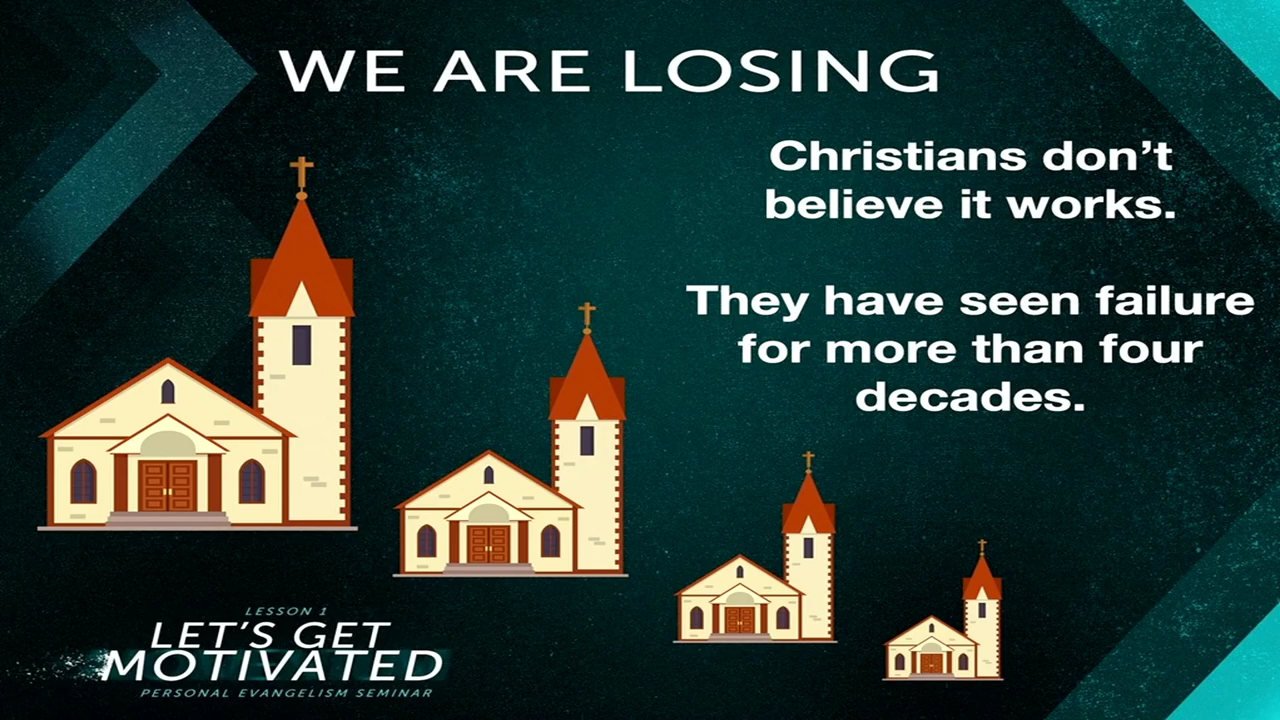 WE ARE LOSING
Christians don’t
believe it works.
They have seen failure
for more than four
decades.
LESSON 1
LET’S GET
MOTIVATED
PERSONAL EVANGELISM SEMINAR